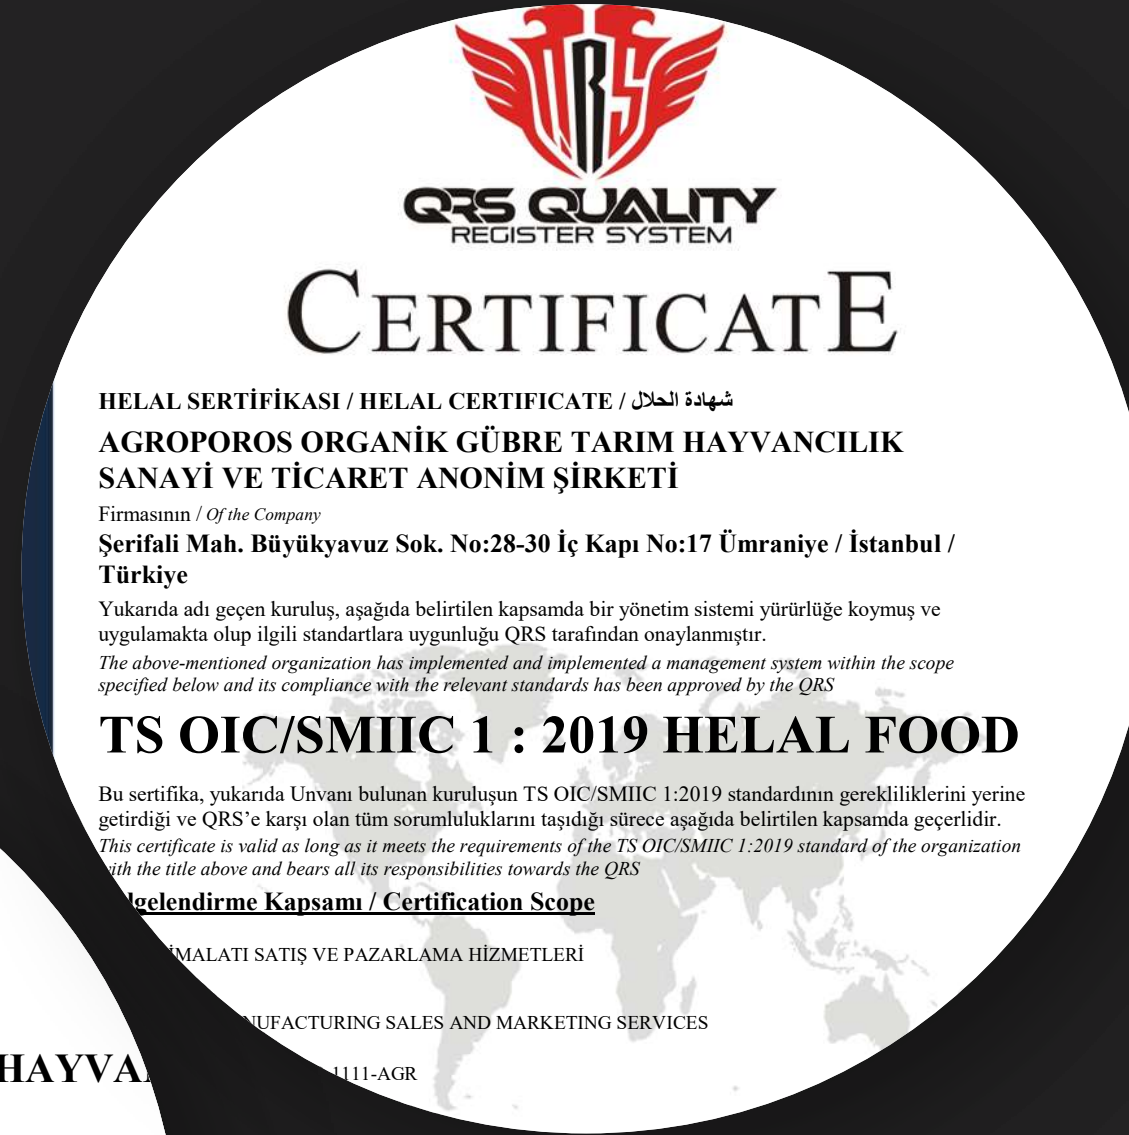 QRS
QRS QUALITY
REGISTER SYSTEM
CERTIFICATE
HELAL SERTİFİKASI / HELAL CERTIFICATE / شهادة الحلال
AGROPOROS ORGANİK GÜBRE TARIM HAYVANCILIK
SANAYİ VE TİCARET ANONİM ŞİRKETİ
Firmasının / Of the Company
Şerifali Mah. Büyükyavuz Sok. No:28-30 İç Kapı No:17 Ümraniye / İstanbul /
Türkiye
Yukarıda adı geçen kuruluş, aşağıda belirtilen kapsamda bir yönetim sistemi yürürlüğe koymuş ve
uygulamakta olup ilgili standartlara uygunluğu QRS tarafından onaylanmıştır.
The above-mentioned organization has implemented and implemented a management system within the scope
specified below and its compliance with the relevant standards has been approved by the QRS
TS OIC/SMIIC 1 : 2019 HELAL FOOD
Bu sertifika, yukarıda Unvanı bulunan kuruluşun TS OIC/SMIIC 1:2019 standardının gerekliliklerini yerine
getirdiği ve QRS’e karşı olan tüm sorumluluklarını taşıdığı sürece aşağıda belirtilen kapsamda geçerlidir.
This certificate is valid as long as it meets the requirements of the TS OIC/SMIIC 1:2019 standard of the organization
with the title above and bears all its responsibilities towards the QRS
lgelendirme Kapsamı / Certification Scope
İMALATI SATIŞ VE PAZARLAMA HİZMETLERİ
NUFACTURING SALES AND MARKETING SERVICES
1111-AGR
HAYVA